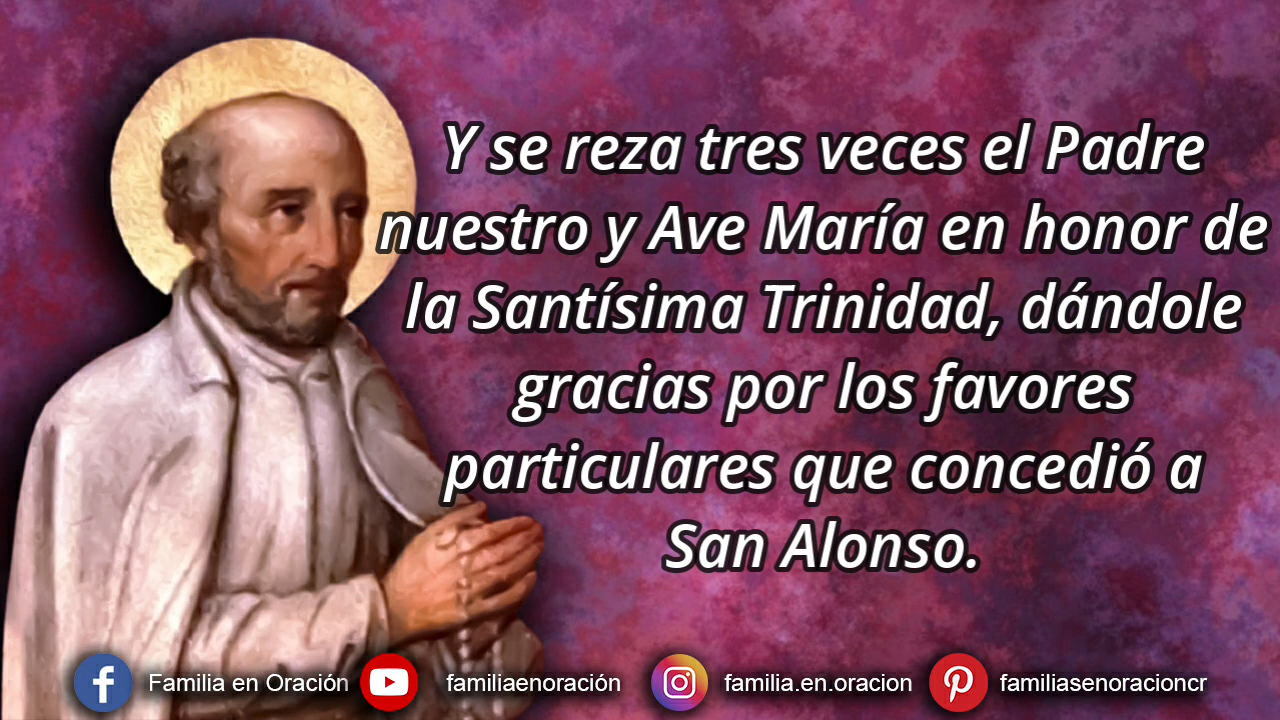 Y se reza tres veces el Padre
nuestro y Ave María en honor de
la Santísima Trinidad, dándole
gracias por los favores
particulares que concedió a
San Alonso.
Familia en Oración familiaenoración familia.en.oracion familiasenoracioncr